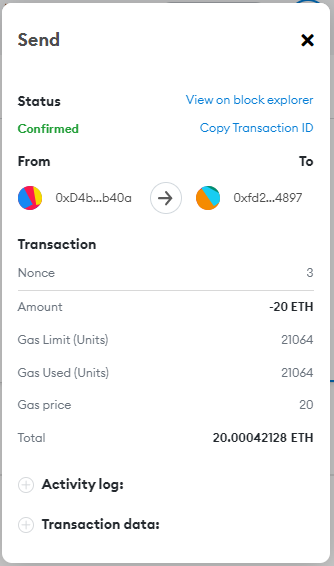 Send
Status View on block explorer
Confirmed Copy Transaction ID
From To
0xD4b...b40a 0xfd2...4897
Transaction
Nonce 3
Amount -20 ETH
Gas Limit (Units) 21064
Gas Used (Units) 21064
Gas price 20
Total 20.00042128 ETH
Activity log:
Transaction data: